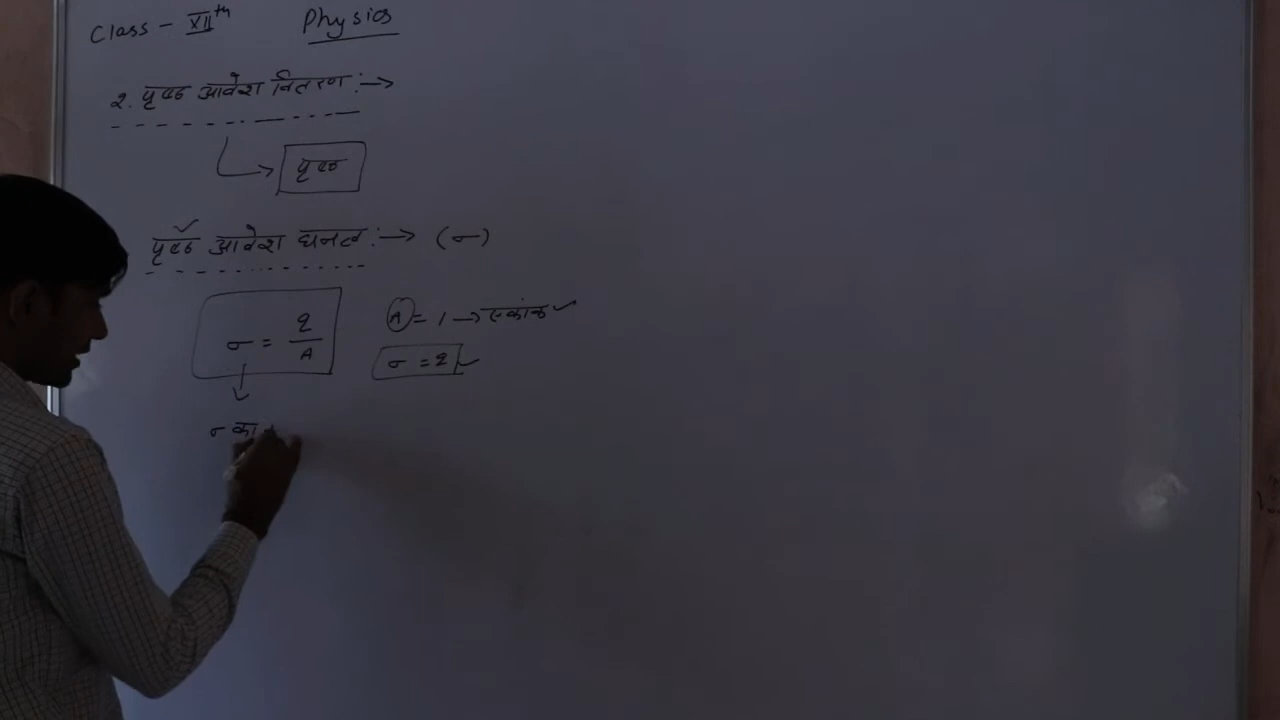 Class - XIIth Physics
2. पृष्ठ आवेश वितरण :→
पृष्ठ
पृष्ठ आवेश घनत्व :→ (σ)
σ = q/A
A = 1 → एकांक
σ = q
σ का